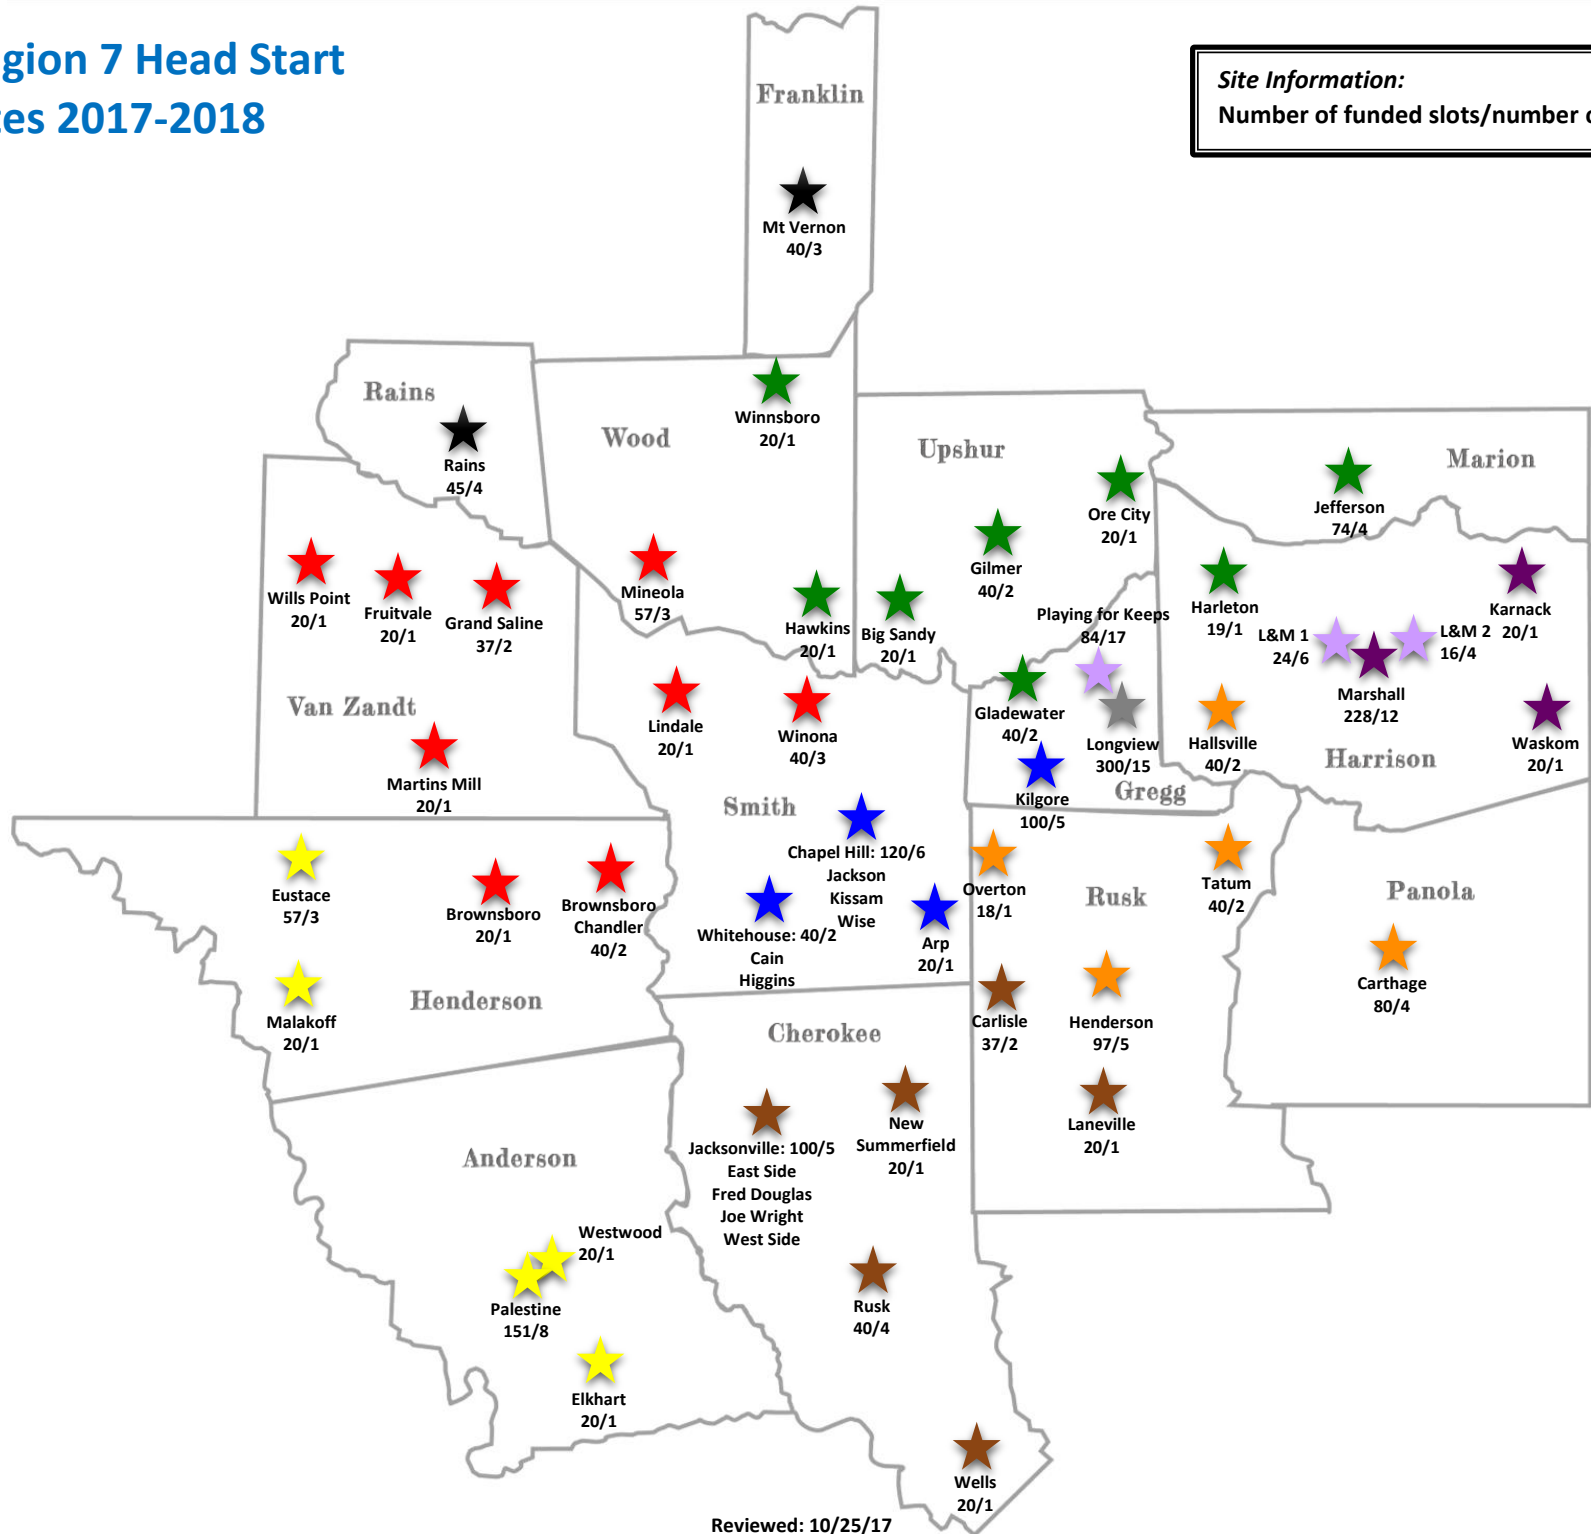 gion 7 Head Start
tes 2017-2018
Site Information:
Number of funded slots/number
Franklin
Mt Vernon
40/3
Rains
Rains
45/4
Wood
Winnsboro
20/1
Mineola
57/3
Hawkins
20/1
Upshur
Ore City
20/1
Gilmer
40/2
Big Sandy
20/1
Marion
Jefferson
74/4
Wills Point
20/1
Fruitvale
20/1
Grand Saline
37/2
Van Zandt
Martins Mill
20/1
Playing for Keeps
84/17
Gladewater
40/2
Longview
300/15
Kilgore
100/5
Gregg
Harleton
19/1
L&M 1
24/6
L&M 2
16/4
Karnack
20/1
Marshall
228/12
Hallsville
40/2
Harrison
Waskom
20/1
Lindale
20/1
Winona
40/3
Smith
Chapel Hill: 120/6
Jackson
Kissam
Wise
Whitehouse: 40/2
Cain
Higgins
Arp
20/1
Eustace
57/3
Brownsboro
20/1
Brownsboro
Chandler
40/2
Malakoff
20/1
Henderson
Overton
18/1
Rusk
Tatum
40/2
Carlisle
37/2
Henderson
97/5
Laneville
20/1
Panola
Carthage
80/4
Cherokee
Jacksonville: 100/5
East Side
Fred Douglas
Joe Wright
West Side
New
Summerfield
20/1
Rusk
40/4
Wells
20/1
Anderson
Westwood
20/1
Palestine
151/8
Elkhart
20/1
Reviewed: 10/25/17